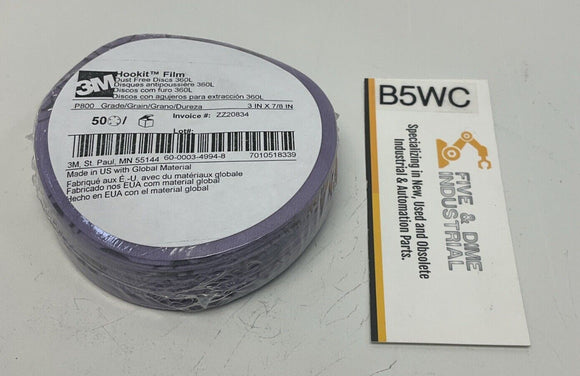 3M
Hookit™ Film
Dust Free Discs 360L
Disques antipoussière 360L
Discos con furo 360L
Discos con agujeros para extracción 360L
P800 Grade/Grain/Grano/Dureza 3 IN X 7/8 IN
50 / Invoice #: ZZ20834
Lot#:
3M, St. Paul, MN 55144 60-0003-4994-8 7010518339
Made in US with Global Material
Fabriqué aux É.-U avec du matériaux globale
Fabricado nos EUA com material global
Hecho en EUA con el material global
B5WC
FIVE & DIME
INDUSTRIAL
Specializing in New, Used and Obsolete
Industrial & Automation Parts.